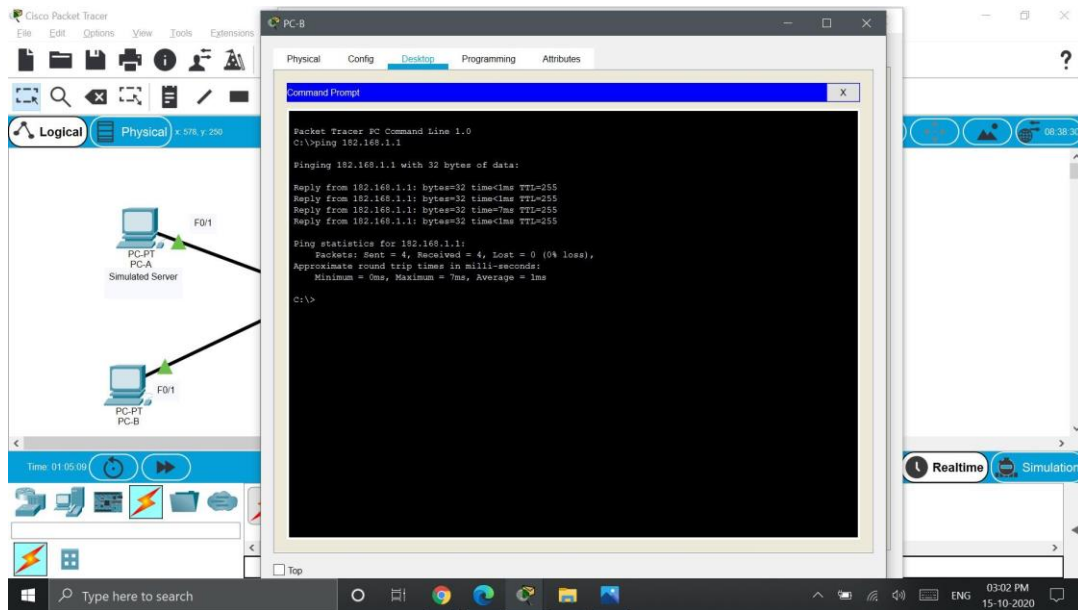 Cisco Packet Tracer
File Edit Options View Tools Extensions
PC-B
Physical Config Desktop Programming Attributes
Command Prompt X
Logical Physical x: 578, y: 250 08:38:30
Packet Tracer PC Command Line 1.0
C:\>ping 182.168.1.1
Pinging 182.168.1.1 with 32 bytes of data:
Reply from 182.168.1.1: bytes=32 time<1ms TTL=255
Reply from 182.168.1.1: bytes=32 time<1ms TTL=255
Reply from 182.168.1.1: bytes=32 time=7ms TTL=255
Reply from 182.168.1.1: bytes=32 time<1ms TTL=255
Ping statistics for 182.168.1.1:
Packets: Sent = 4, Received = 4, Lost = 0 (0% loss),
Approximate round trip times in milli-seconds:
Minimum = 0ms, Maximum = 7ms, Average = 1ms
C:\>
F0/1
PC-PT
PC-A
Simulated Server
F0/1
PC-PT
PC-B
Time: 01:05:09 Realtime Simulation
Top
Type here to search
ENG
03:02 PM
15-10-2020